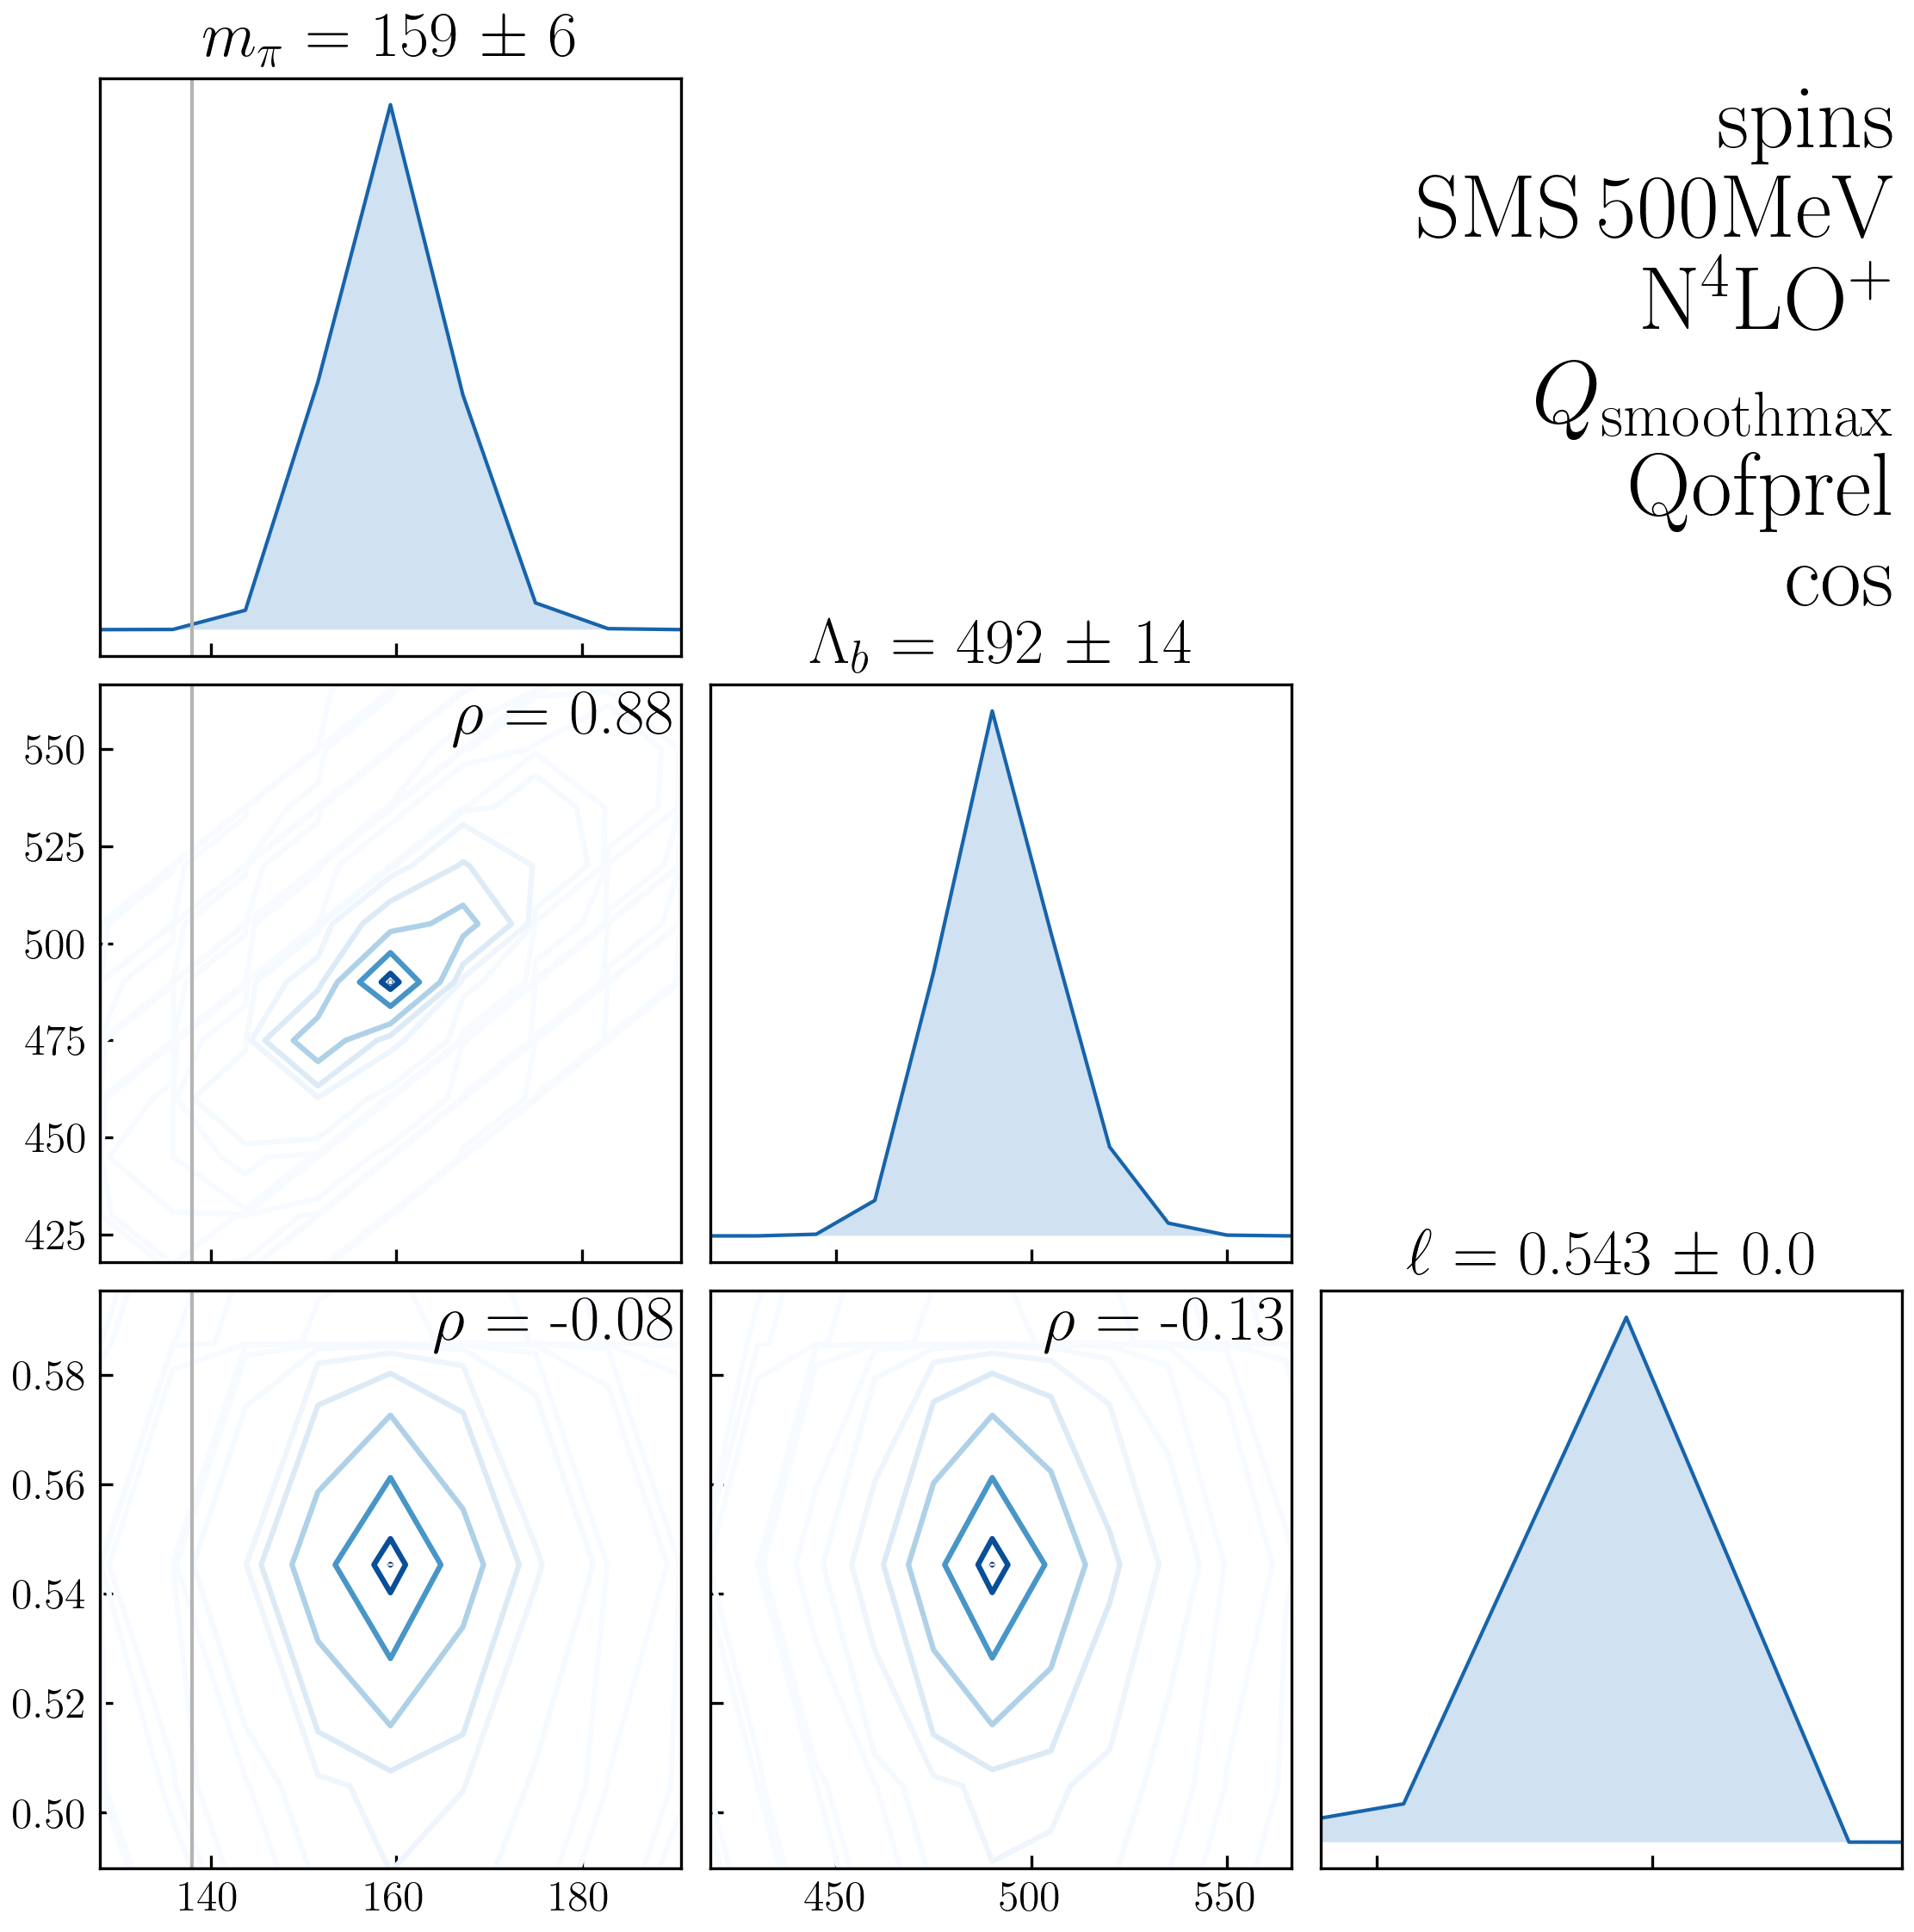 m_π = 159 ± 6
spins
SMS 500MeV
N⁴LO⁺
Q_smoothmax
Qofprel
cos
Λ_b = 492 ± 14
ρ = 0.88
550
525
500
475
450
425
ℓ = 0.543 ± 0.0
ρ = -0.08
ρ = -0.13
0.58
0.56
0.54
0.52
0.50
140 160 180
450 500 550